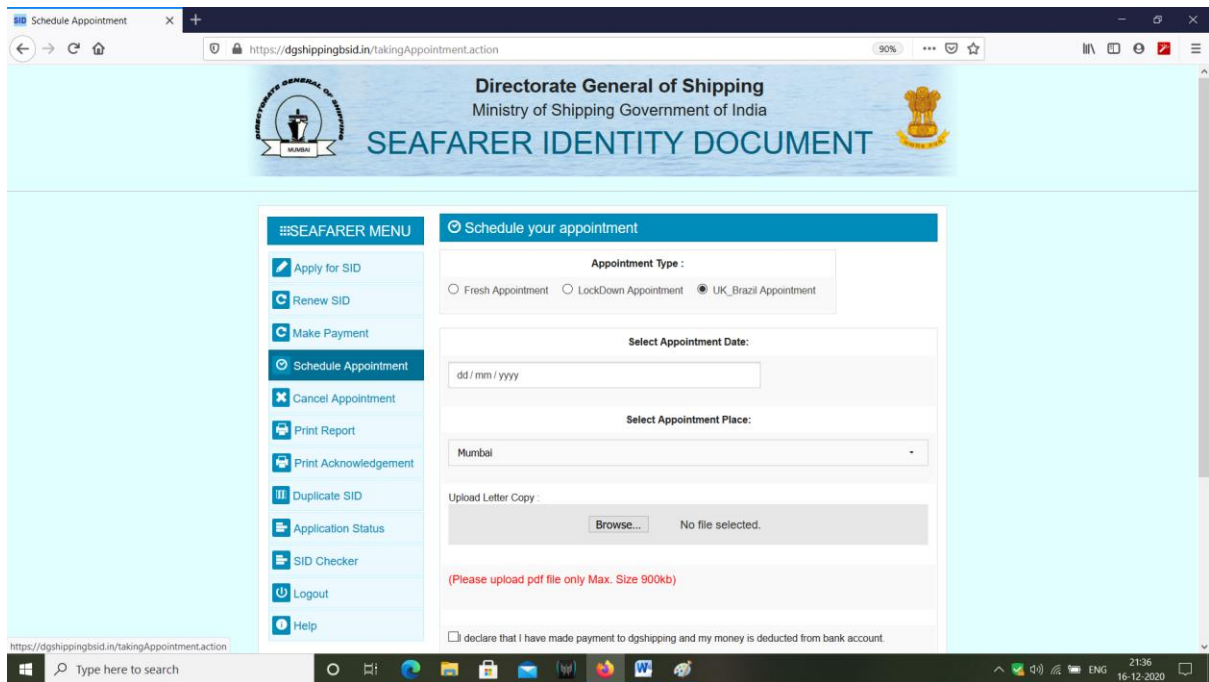 SID Schedule Appointment
https://dgshippingbsid.in/takingAppointment.action
90%
DIRECTORATE GENERAL OF SHIPPING
MUMBAI
Directorate General of Shipping
Ministry of Shipping Government of India
SEAFARER IDENTITY DOCUMENT
SEAFARER MENU
Apply for SID
Renew SID
Make Payment
Schedule Appointment
Cancel Appointment
Print Report
Print Acknowledgement
Duplicate SID
Application Status
SID Checker
Logout
Help
Schedule your appointment
Appointment Type :
Fresh Appointment LockDown Appointment UK_Brazil Appointment
Select Appointment Date:
dd / mm / yyyy
Select Appointment Place:
Mumbai
Upload Letter Copy :
Browse... No file selected.
(Please upload pdf file only Max. Size 900kb)
I declare that I have made payment to dgshipping and my money is deducted from bank account.
https://dgshippingbsid.in/takingAppointment.action
Type here to search
ENG
21:36
16-12-2020